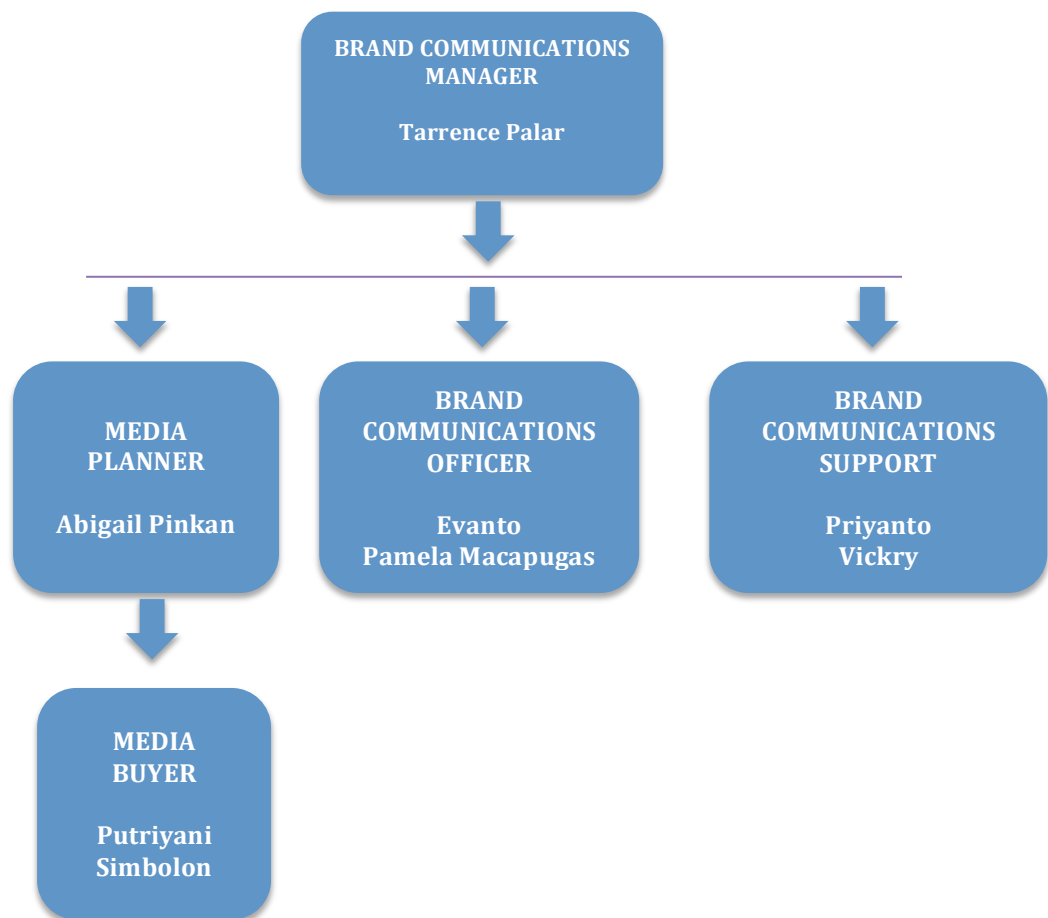 BRAND COMMUNICATIONS
MANAGER
Tarrence Palar
MEDIA
PLANNER
Abigail Pinkan
BRAND
COMMUNICATIONS
OFFICER
Evanto
Pamela Macapugas
BRAND
COMMUNICATIONS
SUPPORT
Priyanto
Vickry
MEDIA
BUYER
Putriyani
Simbolon